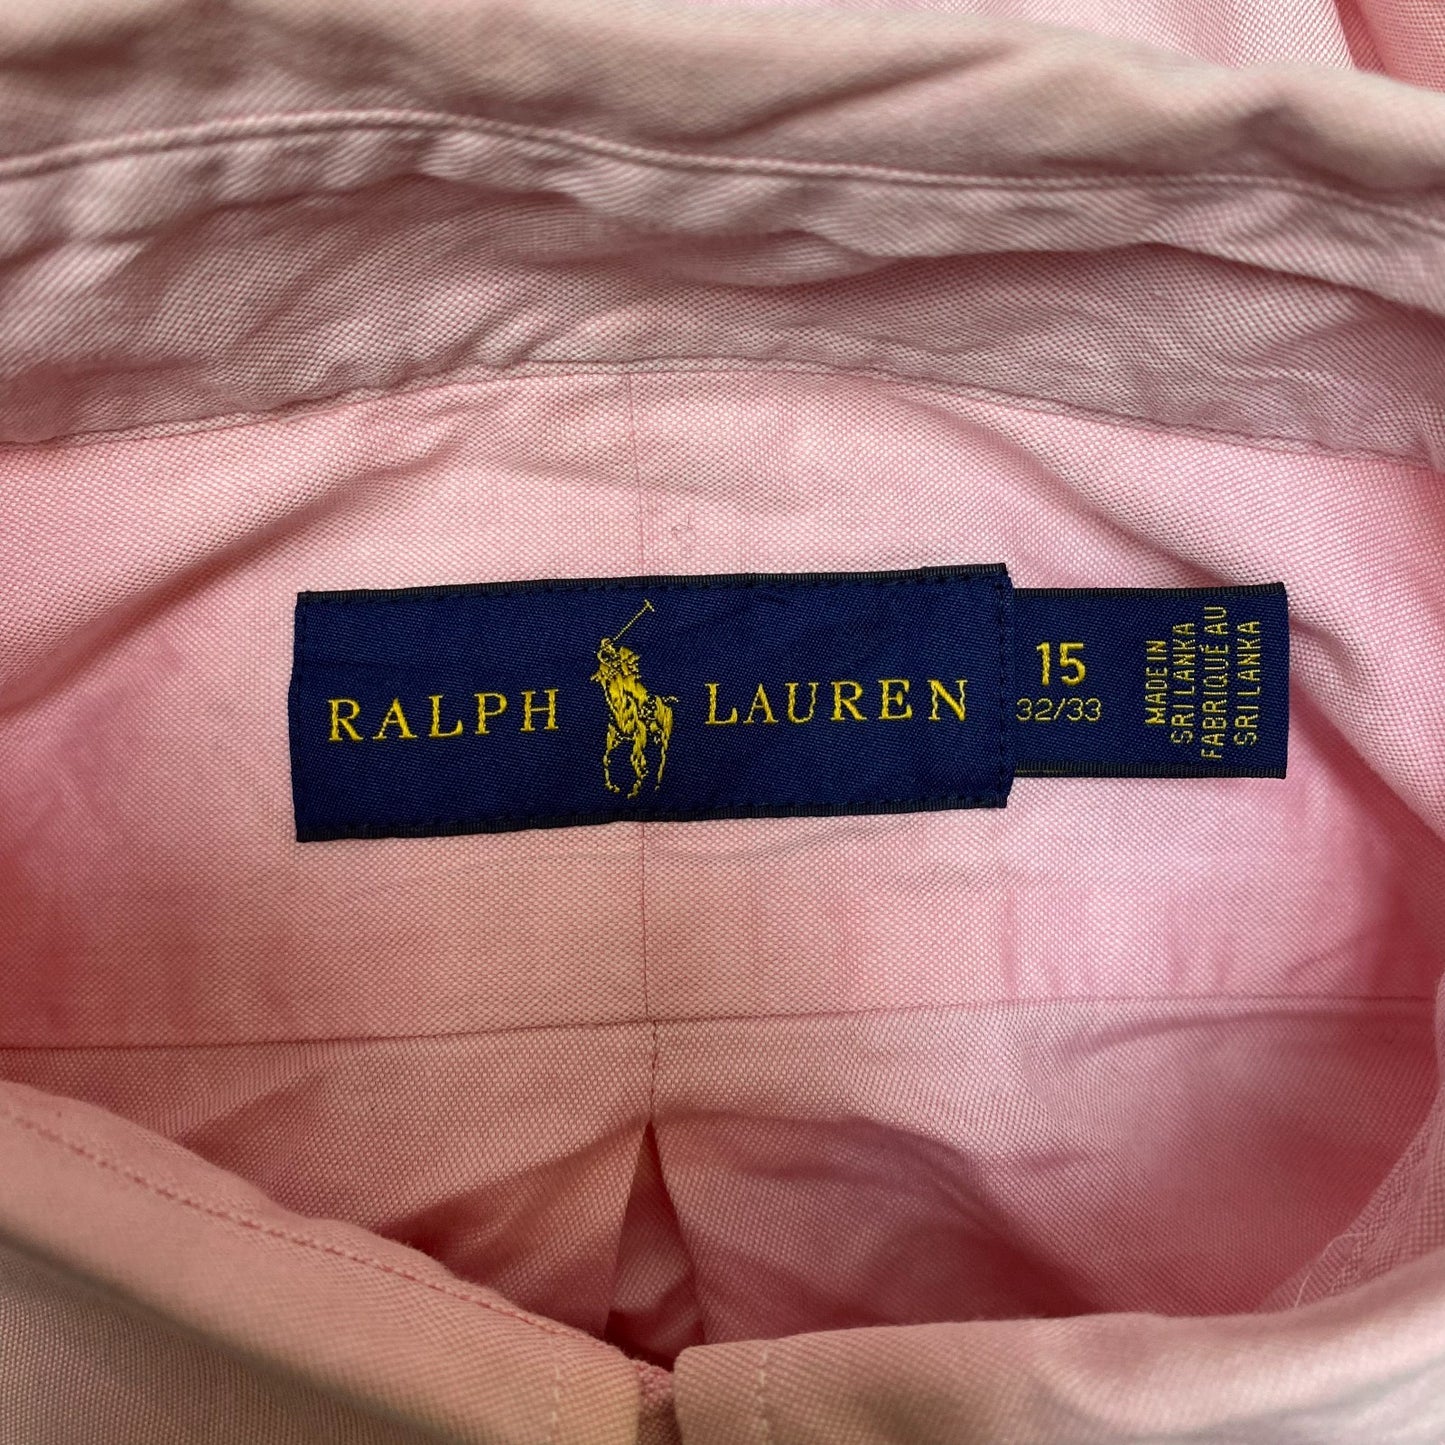 RALPH LAUREN
15
32/33
MADE IN
SRI LANKA
FABRIQUÉ AU
SRI LANKA